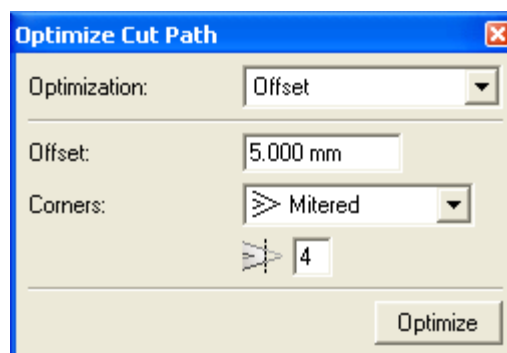 Optimize Cut Path
Optimization: Offset
Offset: 5.000 mm
Corners: Mitered
4
Optimize